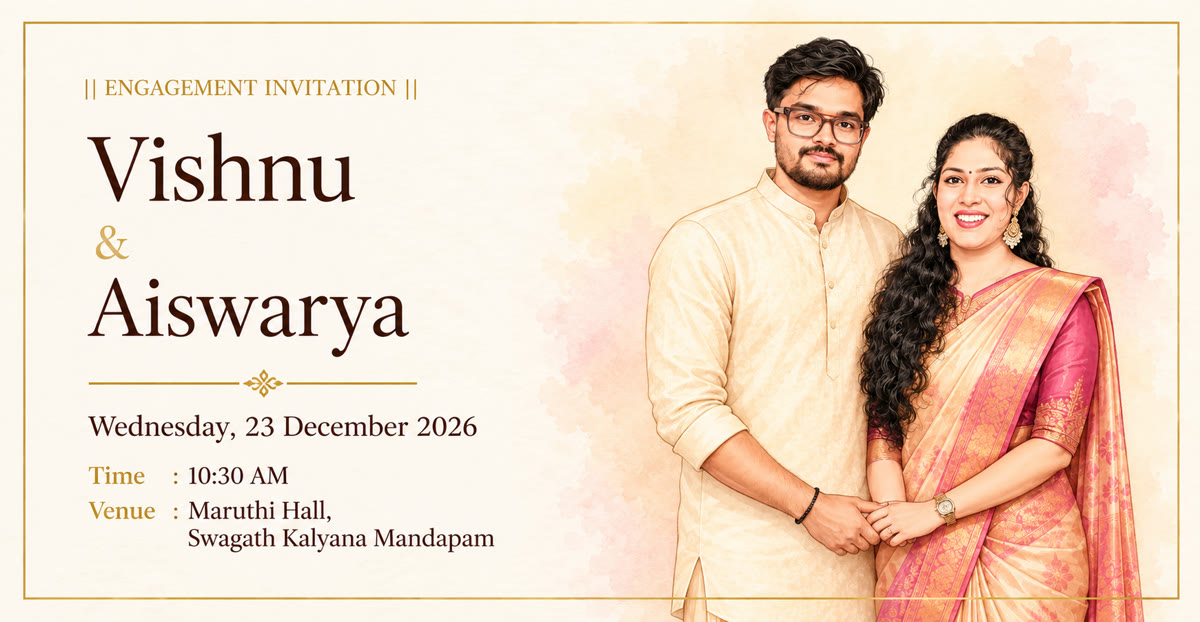 || ENGAGEMENT INVITATION ||
Vishnu
&
Aiswarya
Wednesday, 23 December 2026
Time : 10:30 AM
Venue : Maruthi Hall,
Swagath Kalyana Mandapam